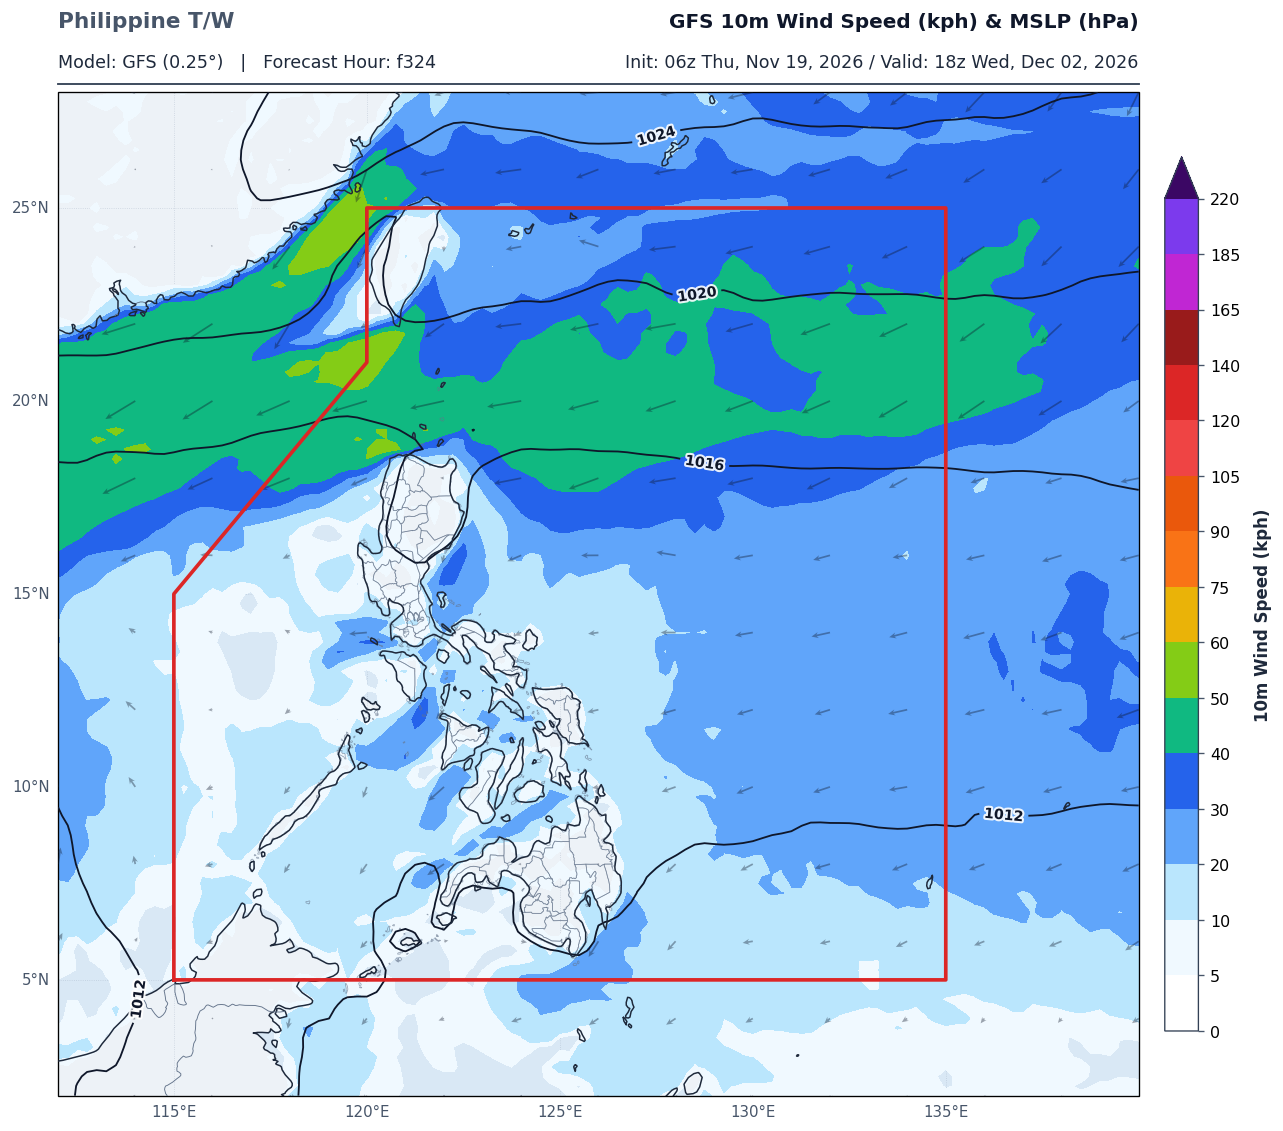 Philippine T/W
GFS 10m Wind Speed (kph) & MSLP (hPa)
Model: GFS (0.25°) | Forecast Hour: f324
Init: 06z Thu, Nov 19, 2026 / Valid: 18z Wed, Dec 02, 2026
1024
1020
1016
1012
1012
25°N
20°N
15°N
10°N
5°N
115°E
120°E
125°E
130°E
135°E
220
185
165
140
120
105
90
75
60
50
40
30
20
10
5
0
10m Wind Speed (kph)